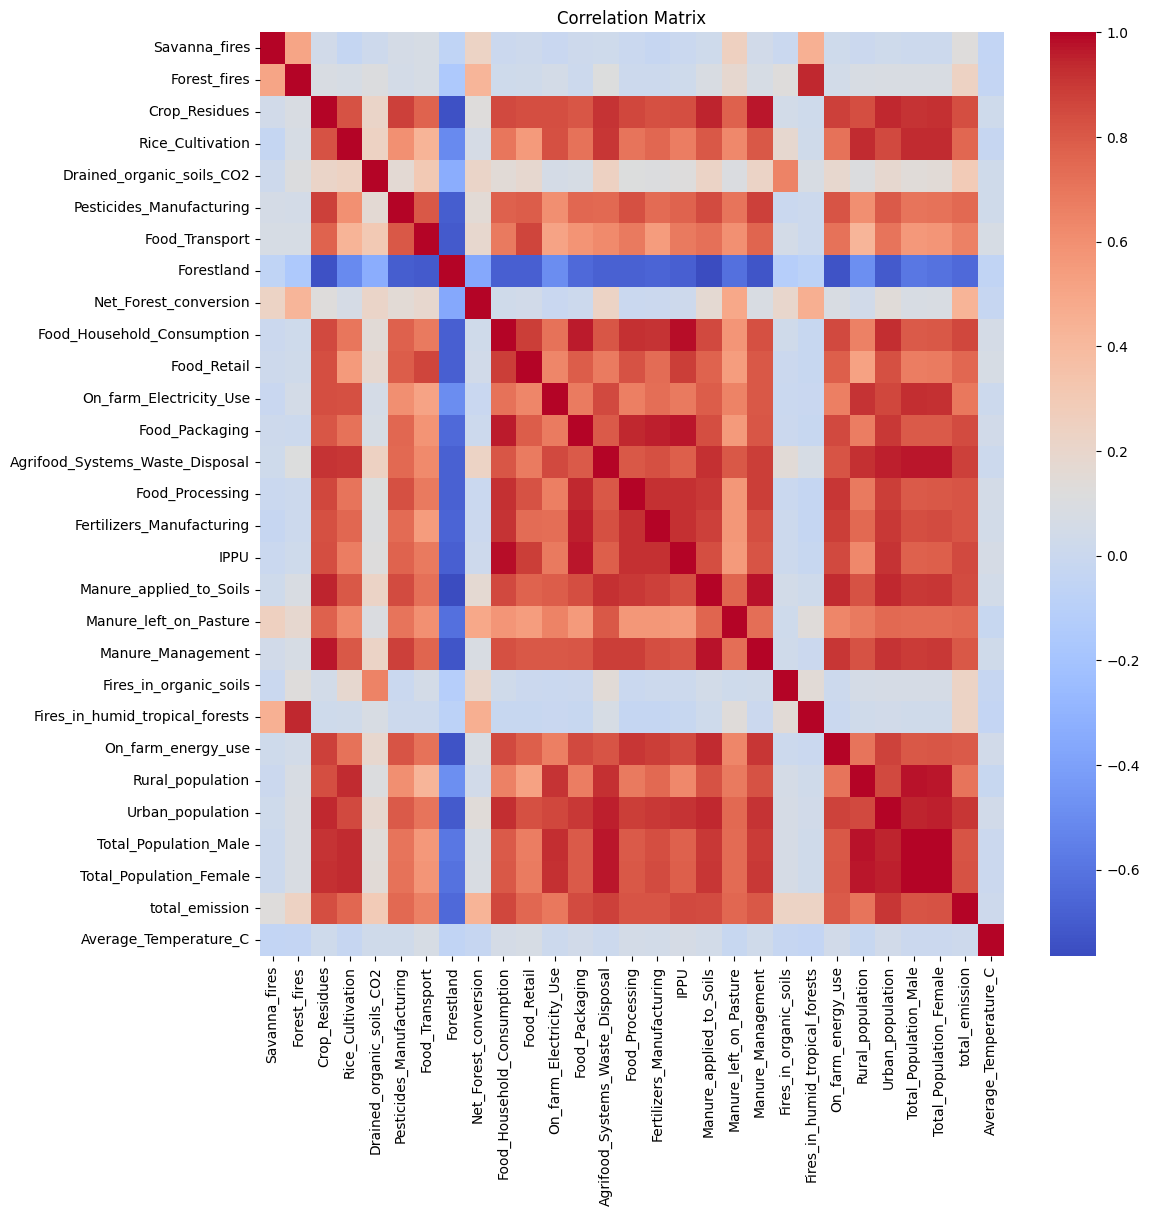 Correlation Matrix
Savanna_fires
Forest_fires
Crop_Residues
Rice_Cultivation
Drained_organic_soils_CO2
Pesticides_Manufacturing
Food_Transport
Forestland
Net_Forest_conversion
Food_Household_Consumption
Food_Retail
On_farm_Electricity_Use
Food_Packaging
Agrifood_Systems_Waste_Disposal
Food_Processing
Fertilizers_Manufacturing
IPPU
Manure_applied_to_Soils
Manure_left_on_Pasture
Manure_Management
Fires_in_organic_soils
Fires_in_humid_tropical_forests
On_farm_energy_use
Rural_population
Urban_population
Total_Population_Male
Total_Population_Female
total_emission
Average_Temperature_C
Savanna_fires
Forest_fires
Crop_Residues
Rice_Cultivation
Drained_organic_soils_CO2
Pesticides_Manufacturing
Food_Transport
Forestland
Net_Forest_conversion
Food_Household_Consumption
Food_Retail
On_farm_Electricity_Use
Food_Packaging
Agrifood_Systems_Waste_Disposal
Food_Processing
Fertilizers_Manufacturing
IPPU
Manure_applied_to_Soils
Manure_left_on_Pasture
Manure_Management
Fires_in_organic_soils
Fires_in_humid_tropical_forests
On_farm_energy_use
Rural_population
Urban_population
Total_Population_Male
Total_Population_Female
total_emission
Average_Temperature_C
1.0
0.8
0.6
0.4
0.2
0.0
−0.2
−0.4
−0.6